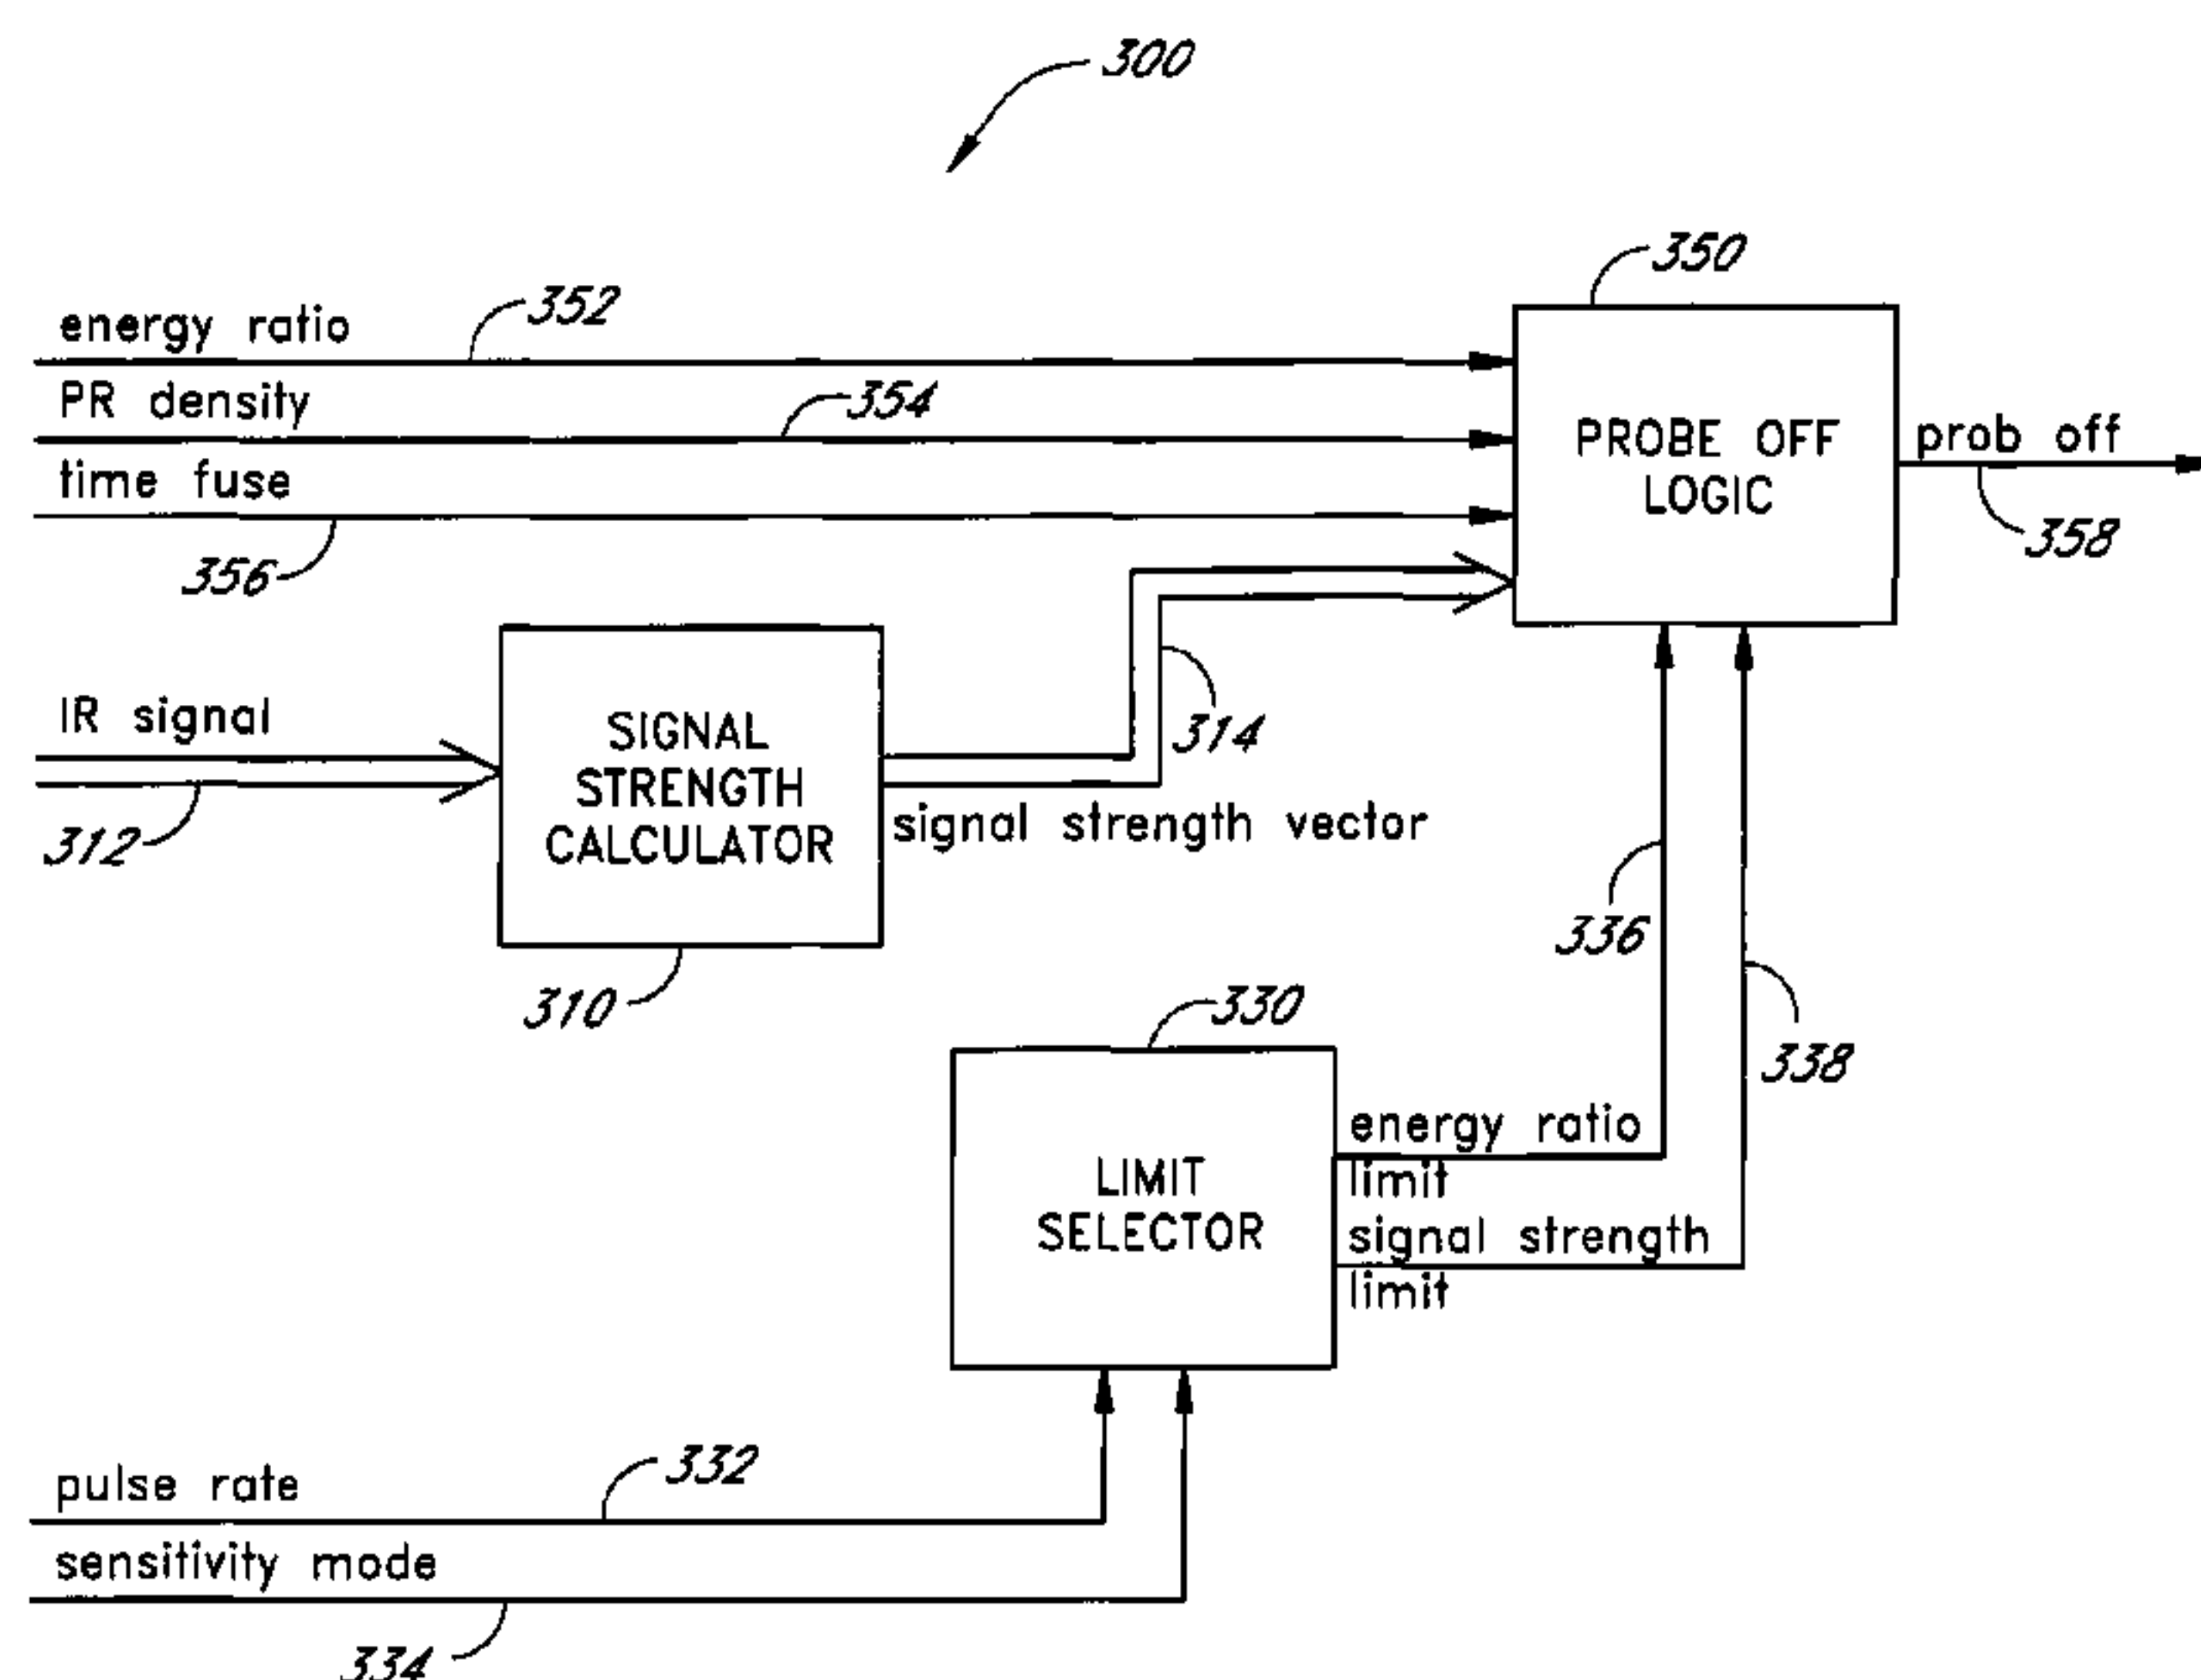 300
350
352
energy ratio
354
PR density
PROBE OFF
LOGIC
prob off
time fuse
358
356
IR signal
SIGNAL
STRENGTH
CALCULATOR
314
312
signal strength vector
336
310
330
338
energy ratio
limit
LIMIT
SELECTOR
signal strength
limit
332
pulse rate
sensitivity mode
334